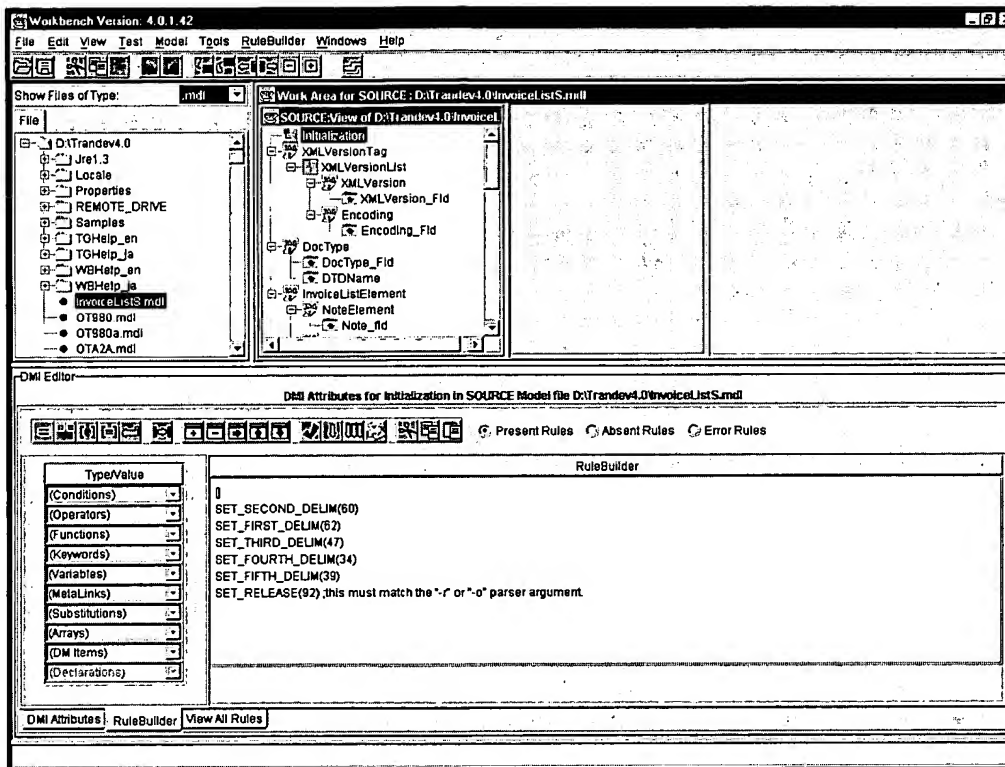 Workbench Version: 4.0.1.42
File Edit View Test Model Tools RuleBuilder Windows Help
Show Files of Type: .mdl
File
D:\Trandev4.0
Jre1.3
Locale
Properties
REMOTE_DRIVE
Samples
TGHelp_en
TGHelp_ja
WBHelp_en
WBHelp_ja
InvoiceListS.mdl
OT980.mdl
OT980a.mdl
OTA2A.mdl
Work Area for SOURCE : D:\Trandev4.0\InvoiceListS.mdl
SOURCE:View of D:\Trandev4.0\InvoiceL
Initialization
XMLVersionTag
XMLVersionList
XMLVersion
XMLVersion_Fld
Encoding
Encoding_Fld
DocType
DocType_Fld
DTDName
InvoiceListElement
NoteElement
Note_fld
DMI Editor
DMI Attributes for Initialization in SOURCE Model file D:\Trandev4.0\InvoiceListS.mdl
Present Rules Absent Rules Error Rules
Type/Value
(Conditions)
(Operators)
(Functions)
(Keywords)
(Variables)
(MetaLinks)
(Substitutions)
(Arrays)
(DM Items)
(Declarations)
RuleBuilder
[]
SET_SECOND_DELIM(60)
SET_FIRST_DELIM(62)
SET_THIRD_DELIM(47)
SET_FOURTH_DELIM(34)
SET_FIFTH_DELIM(39)
SET_RELEASE(92) ;this must match the "-r" or "-o" parser argument.
DMI Attributes RuleBuilder View All Rules